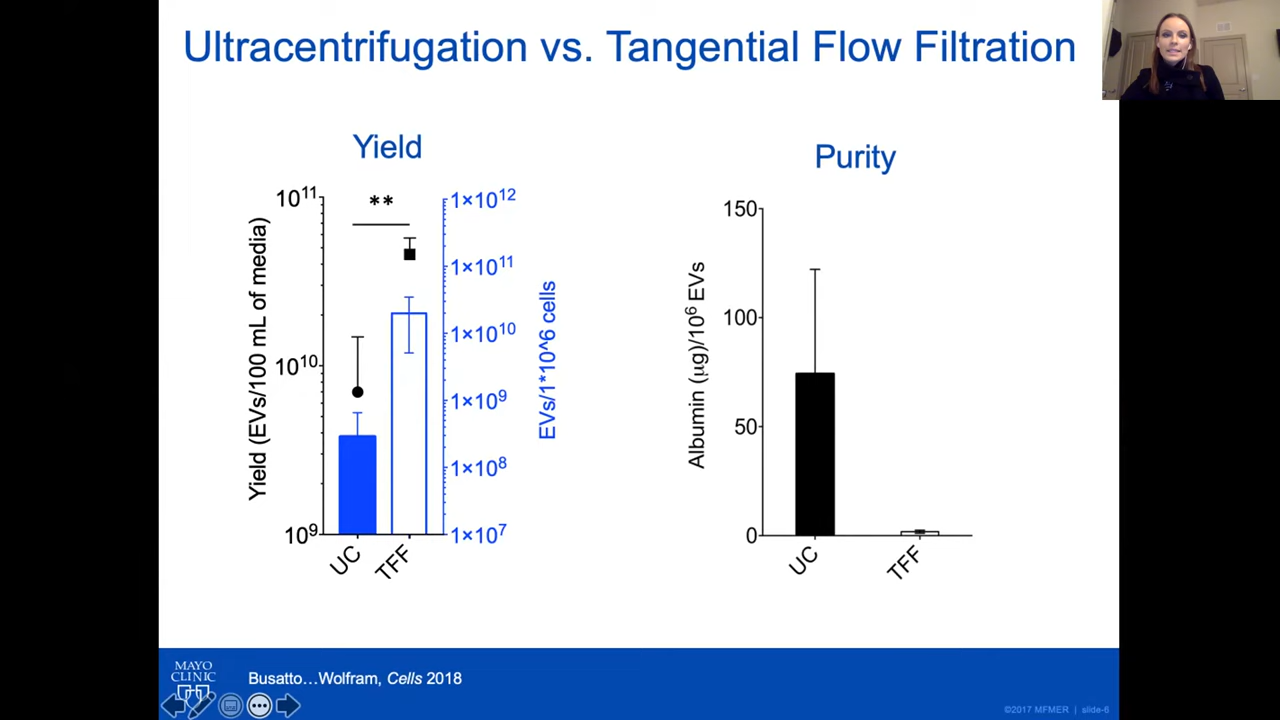 Ultracentrifugation vs. Tangential Flow Filtration
Yield
Yield (EVs/100 mL of media)
10¹¹
10¹⁰
10⁹
**
1×10¹²
1×10¹¹
1×10¹⁰
1×10⁹
1×10⁸
1×10⁷
EVs/1*10^6 cells
UC
TFF
Purity
Albumin (µg)/10⁶ EVs
150
100
50
0
UC
TFF
MAYO
CLINIC
Busatto…Wolfram, Cells 2018
©2017 MFMER | slide-6